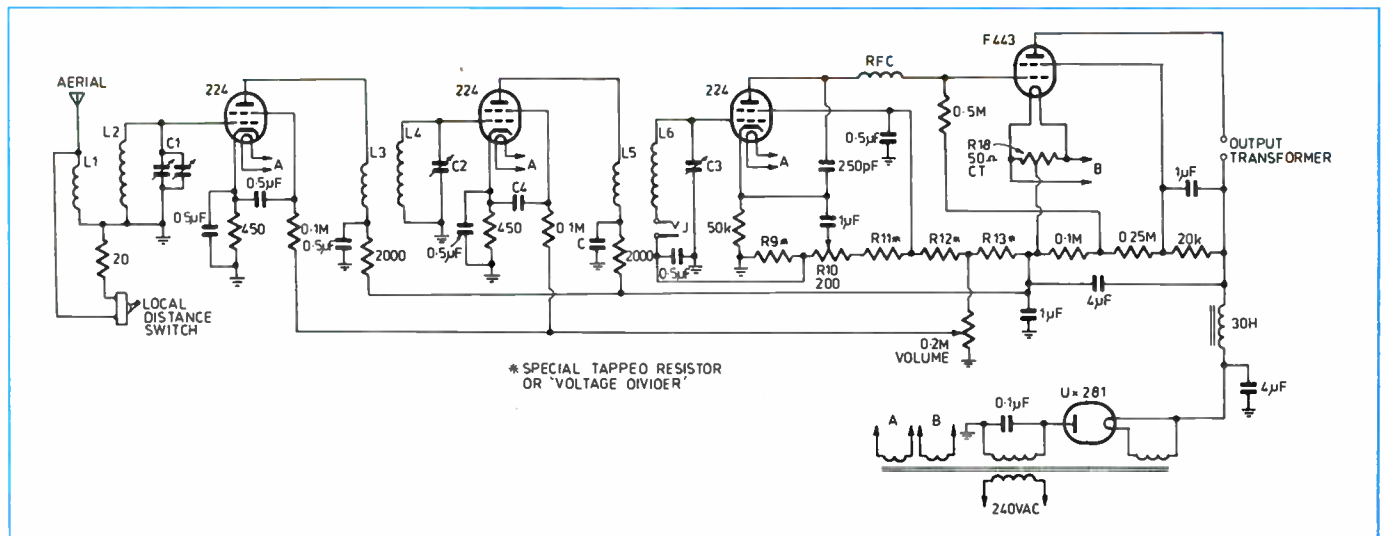 AERIAL
L1
L2
C1
224
A
0.5µF
0.5µF
450
0.1M
0.5µF
20
LOCAL
DISTANCE
SWITCH
L3
2000
L4
C2
224
A
C4
0.5µF
450
0.1M
L5
C
2000
L6
C3
VJ
0.5µF
224
A
50k
R9*
1µF
R10
200
250pF
RFC
0.5µF
R11*
R12*
R13*
0.5M
F443
R18
50Ω
CT
B
0.1M
0.25M
20k
1µF
OUTPUT
TRANSFORMER
4µF
1µF
0.2M
VOLUME
30H
4µF
* SPECIAL TAPPED RESISTOR
OR 'VOLTAGE DIVIDER'
A
B
0.1µF
Ux281
240VAC